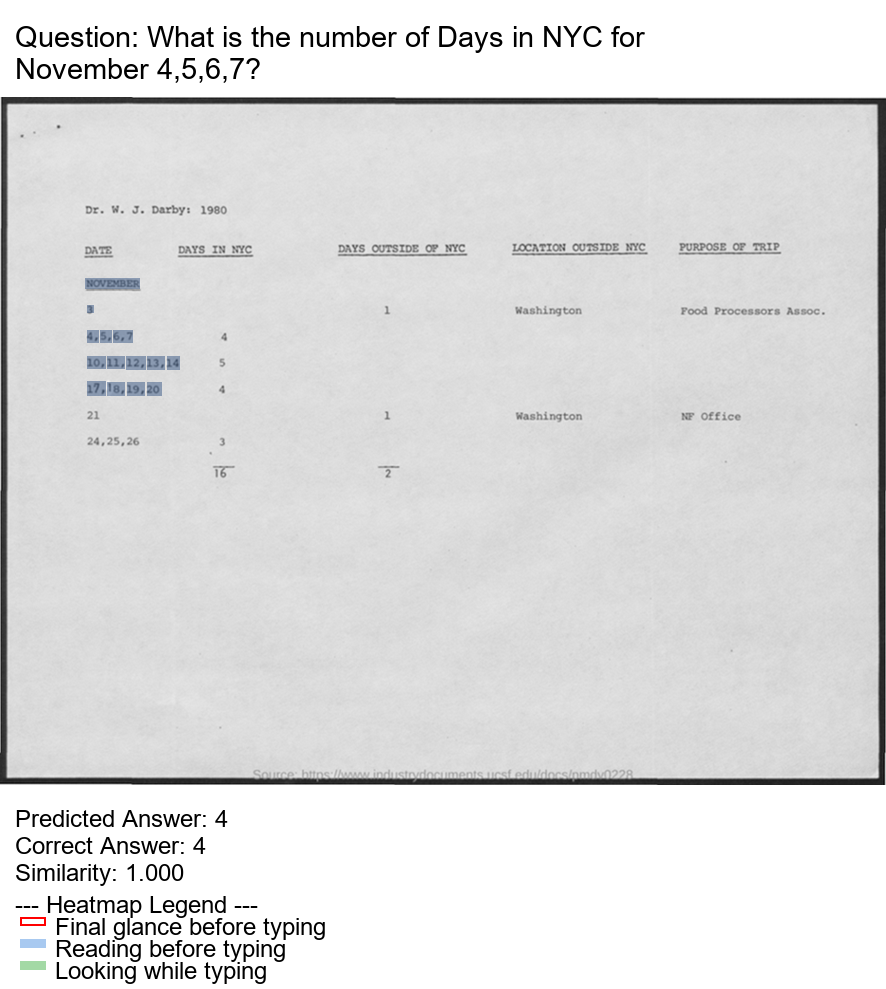 Question: What is the number of Days in NYC for
November 4,5,6,7?
Dr. W. J. Darby: 1980
DATE DAYS IN NYC DAYS OUTSIDE OF NYC LOCATION OUTSIDE NYC PURPOSE OF TRIP
NOVEMBER
3 1 Washington Food Processors Assoc.
4,5,6,7 4
10,11,12,13,14 5
17,18,19,20 4
21 1 Washington NF Office
24,25,26 3
16 2
Source: https://www.industrydocuments.ucsf.edu/docs/pmdv0228
Predicted Answer: 4
Correct Answer: 4
Similarity: 1.000
--- Heatmap Legend ---
Final glance before typing
Reading before typing
Looking while typing